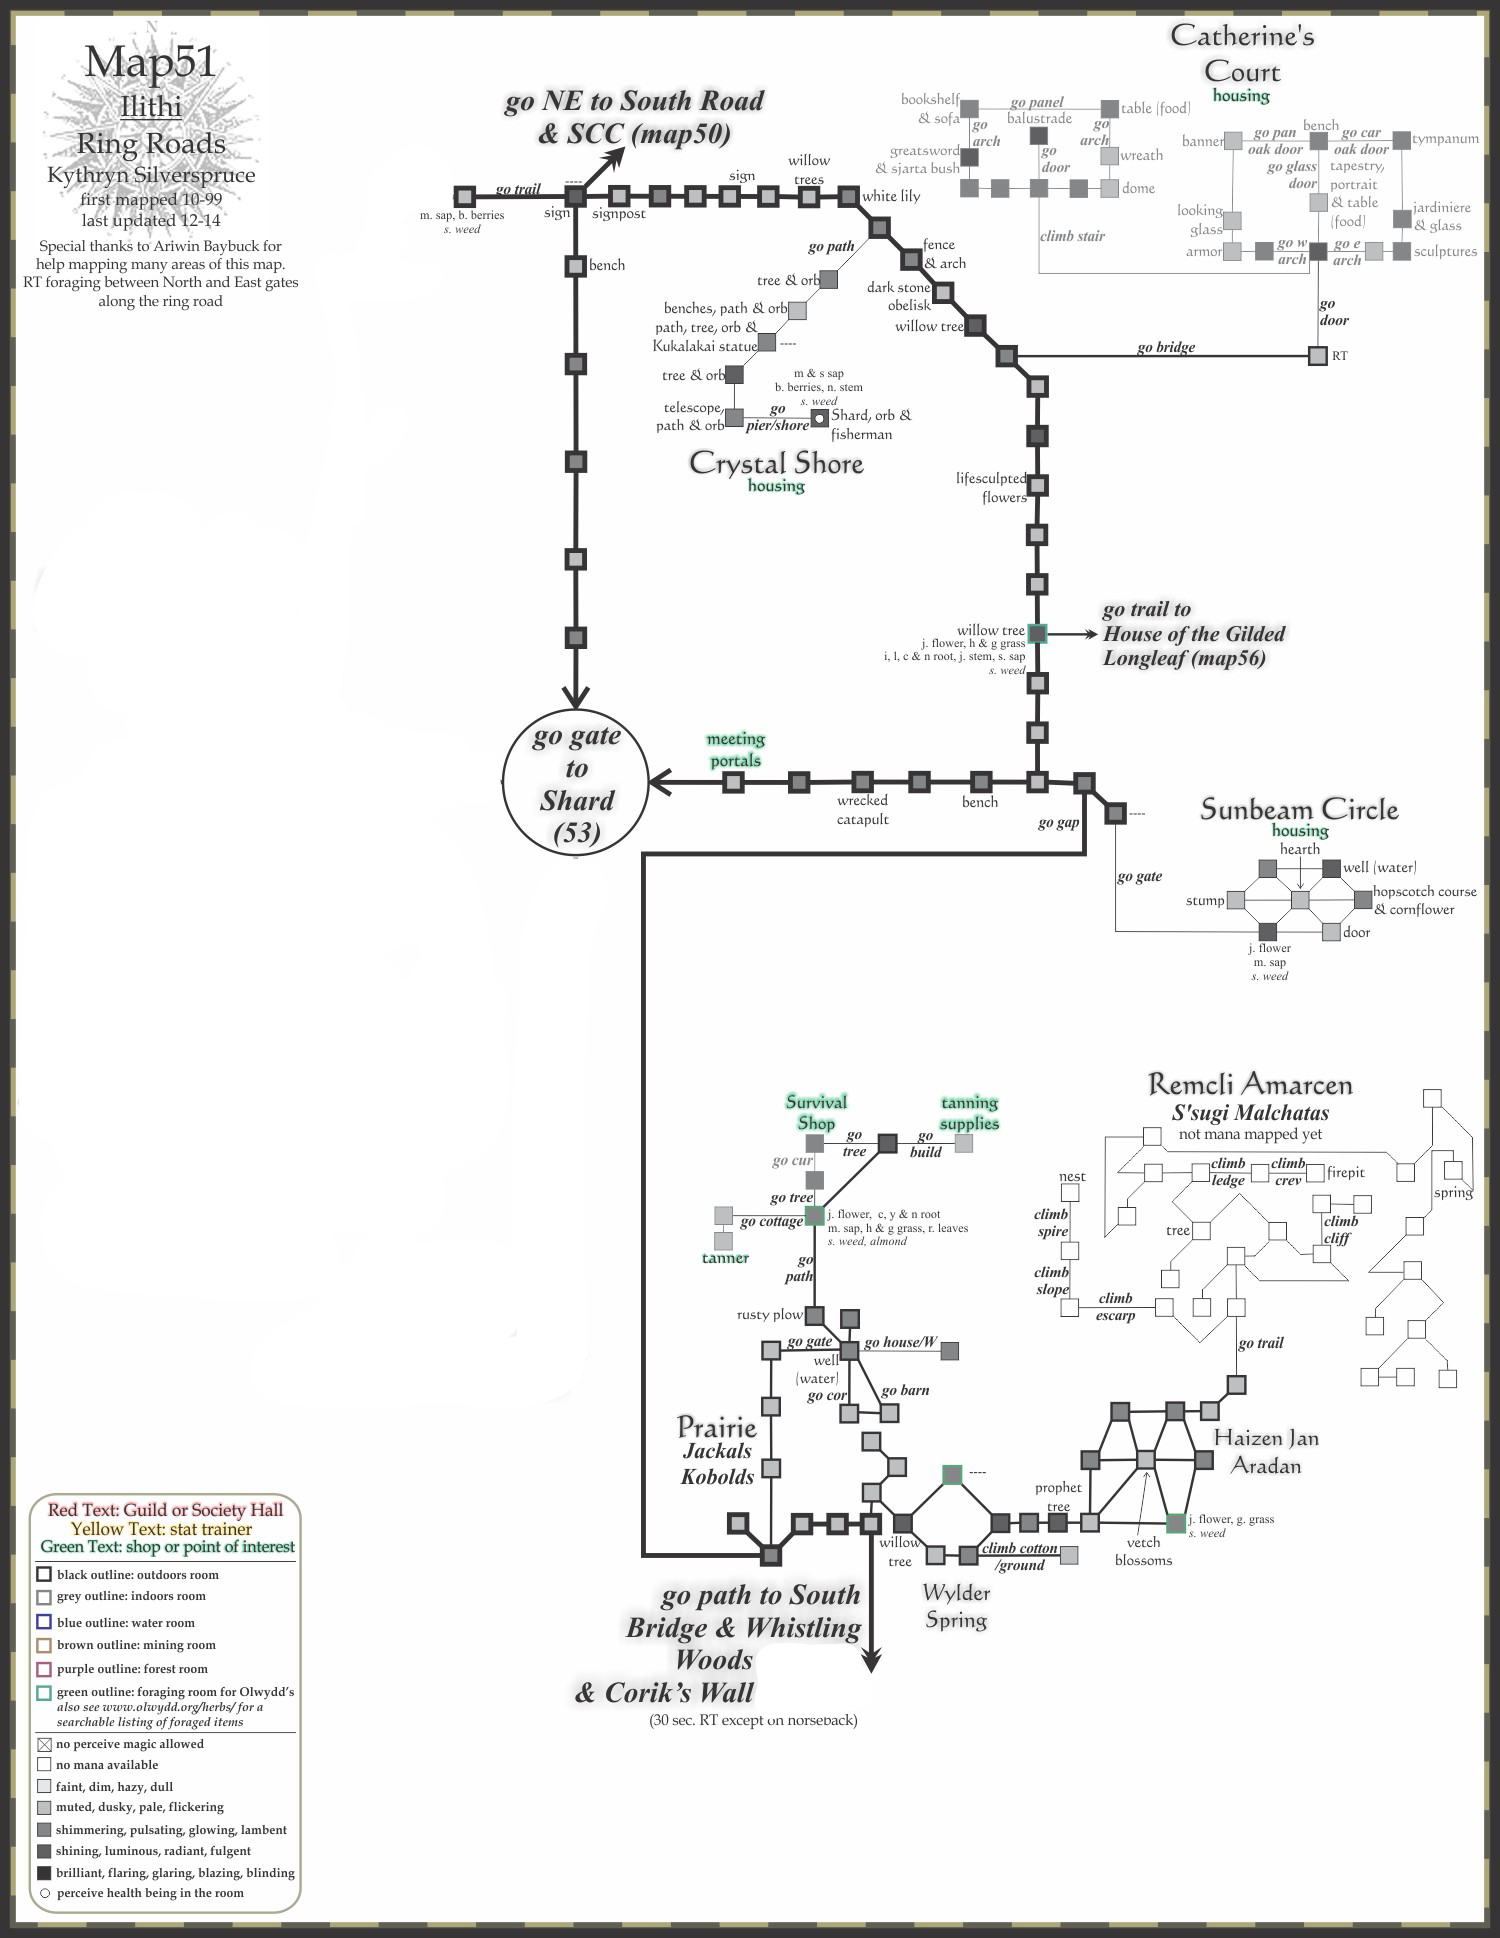 N
Map51
Ilithi
Ring Roads
Kythryn Silverspruce
first mapped 10-99
last updated 12-14
Special thanks to Ariwin Baybuck for
help mapping many areas of this map.
RT foraging between North and East gates
along the ring road
go NE to South Road
& SCC (map50)
go trail
m. sap, b. berries
s. weed
----
sign
signpost
sign
willow
trees
white lily
bench
go path
fence
& arch
dark stone
obelisk
willow tree
tree & orb
benches, path & orb
path, tree, orb &
Kukalakai statue
----
tree & orb
telescope,
path & orb
go
pier/shore
m & s sap
b. berries, n. stem
s. weed
Shard, orb &
fisherman
Crystal Shore
housing
Catherine's
Court
housing
bookshelf
& sofa
go panel
balustrade
table (food)
go
arch
go
arch
greatsword
& sjarta bush
go
door
wreath
dome
climb stair
banner
go pan
oak door
bench
go car
oak door
tympanum
go glass
door
tapestry,
portrait
& table
(food)
looking
glass
jardiniere
& glass
armor
go w
arch
go e
arch
sculptures
go
door
go bridge
RT
lifesculpted
flowers
willow tree
j. flower, h & g grass
i, l, c & n root, j. stem, s. sap
s. weed
go trail to
House of the Gilded
Longleaf (map56)
go gate
to
Shard
(53)
meeting
portals
wrecked
catapult
bench
go gap
----
go gate
Sunbeam Circle
housing
hearth
well (water)
stump
hopscotch course
& cornflower
door
j. flower
m. sap
s. weed
Survival
Shop
tanning
supplies
go
tree
go
build
go cur
go tree
go cottage
j. flower, c, y & n root
m. sap, h & g grass, r. leaves
s. weed, almond
tanner
go
path
rusty plow
go gate
go house/W
well
(water)
go cor
go barn
Prairie
Jackals
Kobolds
Remcli Amarcen
S'sugi Malchatas
not mana mapped yet
nest
climb
ledge
climb
crev
firepit
spring
climb
spire
tree
climb
cliff
climb
slope
climb
escarp
go trail
Haizen Jan
Aradan
----
prophet
tree
j. flower, g. grass
s. weed
vetch
blossoms
willow
tree
climb cotton
/ground
Wylder
Spring
go path to South
Bridge & Whistling
Woods
& Corik's Wall
(30 sec. RT except on horseback)
Red Text: Guild or Society Hall
Yellow Text: stat trainer
Green Text: shop or point of interest
black outline: outdoors room
grey outline: indoors room
blue outline: water room
brown outline: mining room
purple outline: forest room
green outline: foraging room for Olwydd's
also see www.olwydd.org/herbs/ for a
searchable listing of foraged items
no perceive magic allowed
no mana available
faint, dim, hazy, dull
muted, dusky, pale, flickering
shimmering, pulsating, glowing, lambent
shining, luminous, radiant, fulgent
brilliant, flaring, glaring, blazing, blinding
perceive health being in the room